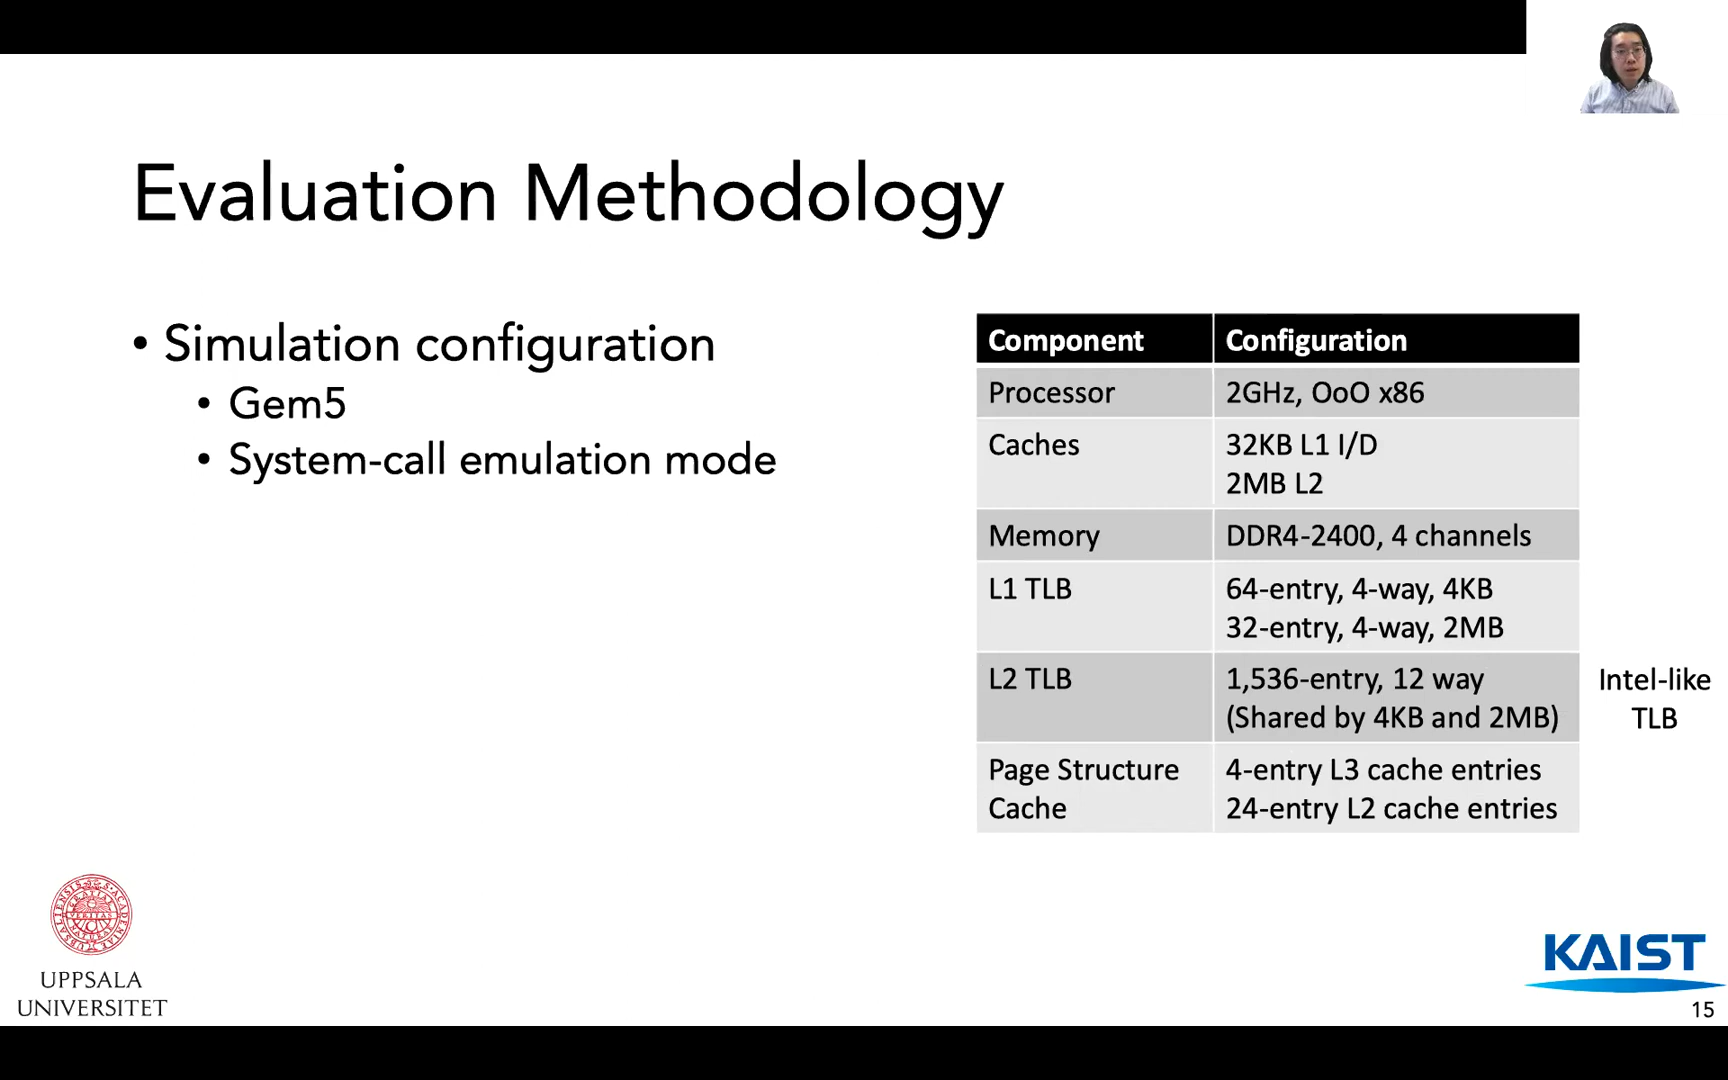 Evaluation Methodology
• Simulation configuration
• Gem5
• System-call emulation mode
Component Configuration
Processor 2GHz, OoO x86
Caches 32KB L1 I/D
2MB L2
Memory DDR4-2400, 4 channels
L1 TLB 64-entry, 4-way, 4KB
32-entry, 4-way, 2MB
L2 TLB 1,536-entry, 12 way
(Shared by 4KB and 2MB)
Intel-like
TLB
Page Structure
Cache
4-entry L3 cache entries
24-entry L2 cache entries
UPPSALA
UNIVERSITET
KAIST
15